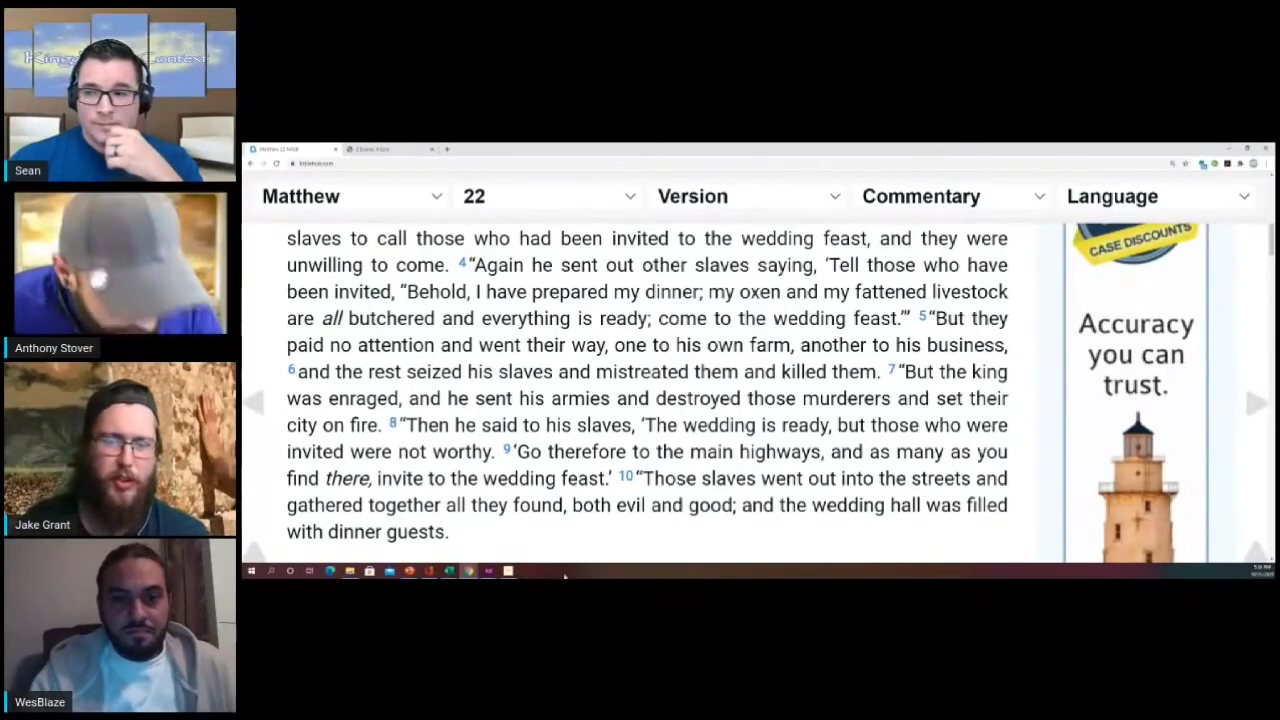 Kingdom Context
Sean
Anthony Stover
Jake Grant
WesBlaze
Matthew 22 NASB
biblehub.com
Matthew 22 Version Commentary Language
slaves to call those who had been invited to the wedding feast, and they were
unwilling to come. 4 “Again he sent out other slaves saying, ‘Tell those who have
been invited, “Behold, I have prepared my dinner; my oxen and my fattened livestock
are all butchered and everything is ready; come to the wedding feast.”’ 5 “But they
paid no attention and went their way, one to his own farm, another to his business,
6 and the rest seized his slaves and mistreated them and killed them. 7 “But the king
was enraged, and he sent his armies and destroyed those murderers and set their
city on fire. 8 “Then he said to his slaves, ‘The wedding is ready, but those who were
invited were not worthy. 9 ‘Go therefore to the main highways, and as many as you
find there, invite to the wedding feast.’ 10 “Those slaves went out into the streets and
gathered together all they found, both evil and good; and the wedding hall was filled
with dinner guests.
CASE DISCOUNTS
Accuracy
you can
trust.